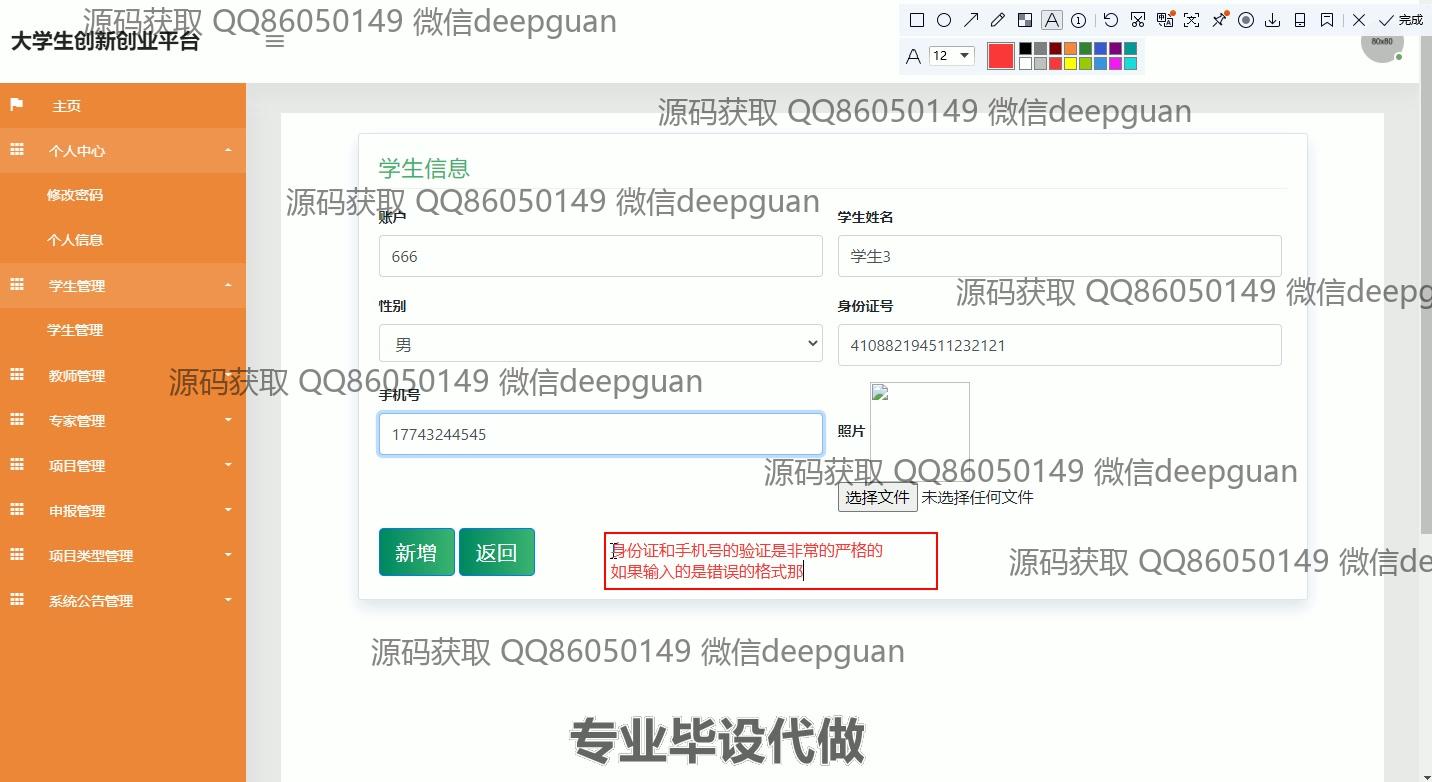 源码获取 QQ86050149 微信deepguan
大学生创新创业平台
12
完成
80x80
主页
个人中心
修改密码
个人信息
学生管理
学生管理
教师管理
专家管理
项目管理
申报管理
项目类型管理
系统公告管理
源码获取 QQ86050149 微信deepguan
学生信息
源码获取 QQ86050149 微信deepguan
账户
学生姓名
666
学生3
源码获取 QQ86050149 微信deepg
性别
身份证号
男
410882194511232121
源码获取 QQ86050149 微信deepguan
手机号
17743244545
照片
源码获取 QQ86050149 微信deepguan
选择文件 未选择任何文件
新增 返回
身份证和手机号的验证是非常的严格的
如果输入的是错误的格式那
源码获取 QQ86050149 微信de
源码获取 QQ86050149 微信deepguan
专业毕设代做